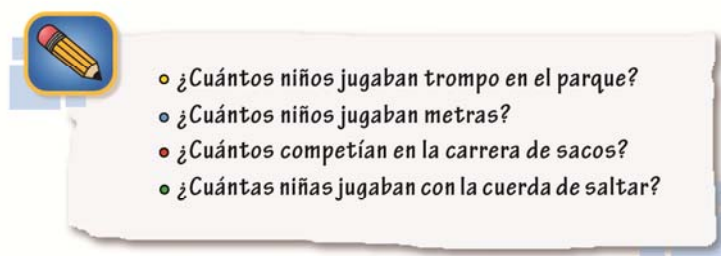 ¿Cuántos niños jugaban trompo en el parque?
¿Cuántos niños jugaban metras?
¿Cuántos competían en la carrera de sacos?
¿Cuántas niñas jugaban con la cuerda de saltar?